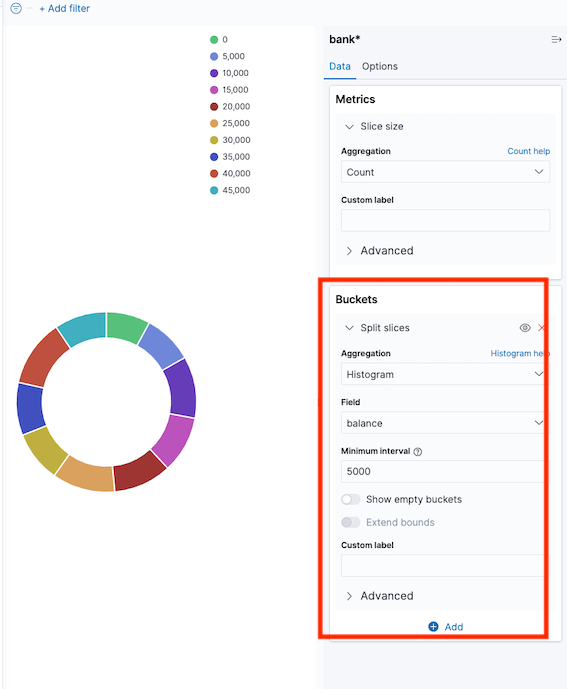 + Add filter
0
5,000
10,000
15,000
20,000
25,000
30,000
35,000
40,000
45,000
bank*
Data Options
Metrics
Slice size
Aggregation Count help
Count
Custom label
Advanced
Buckets
Split slices
Aggregation Histogram help
Histogram
Field
balance
Minimum interval
5000
Show empty buckets
Extend bounds
Custom label
Advanced
Add